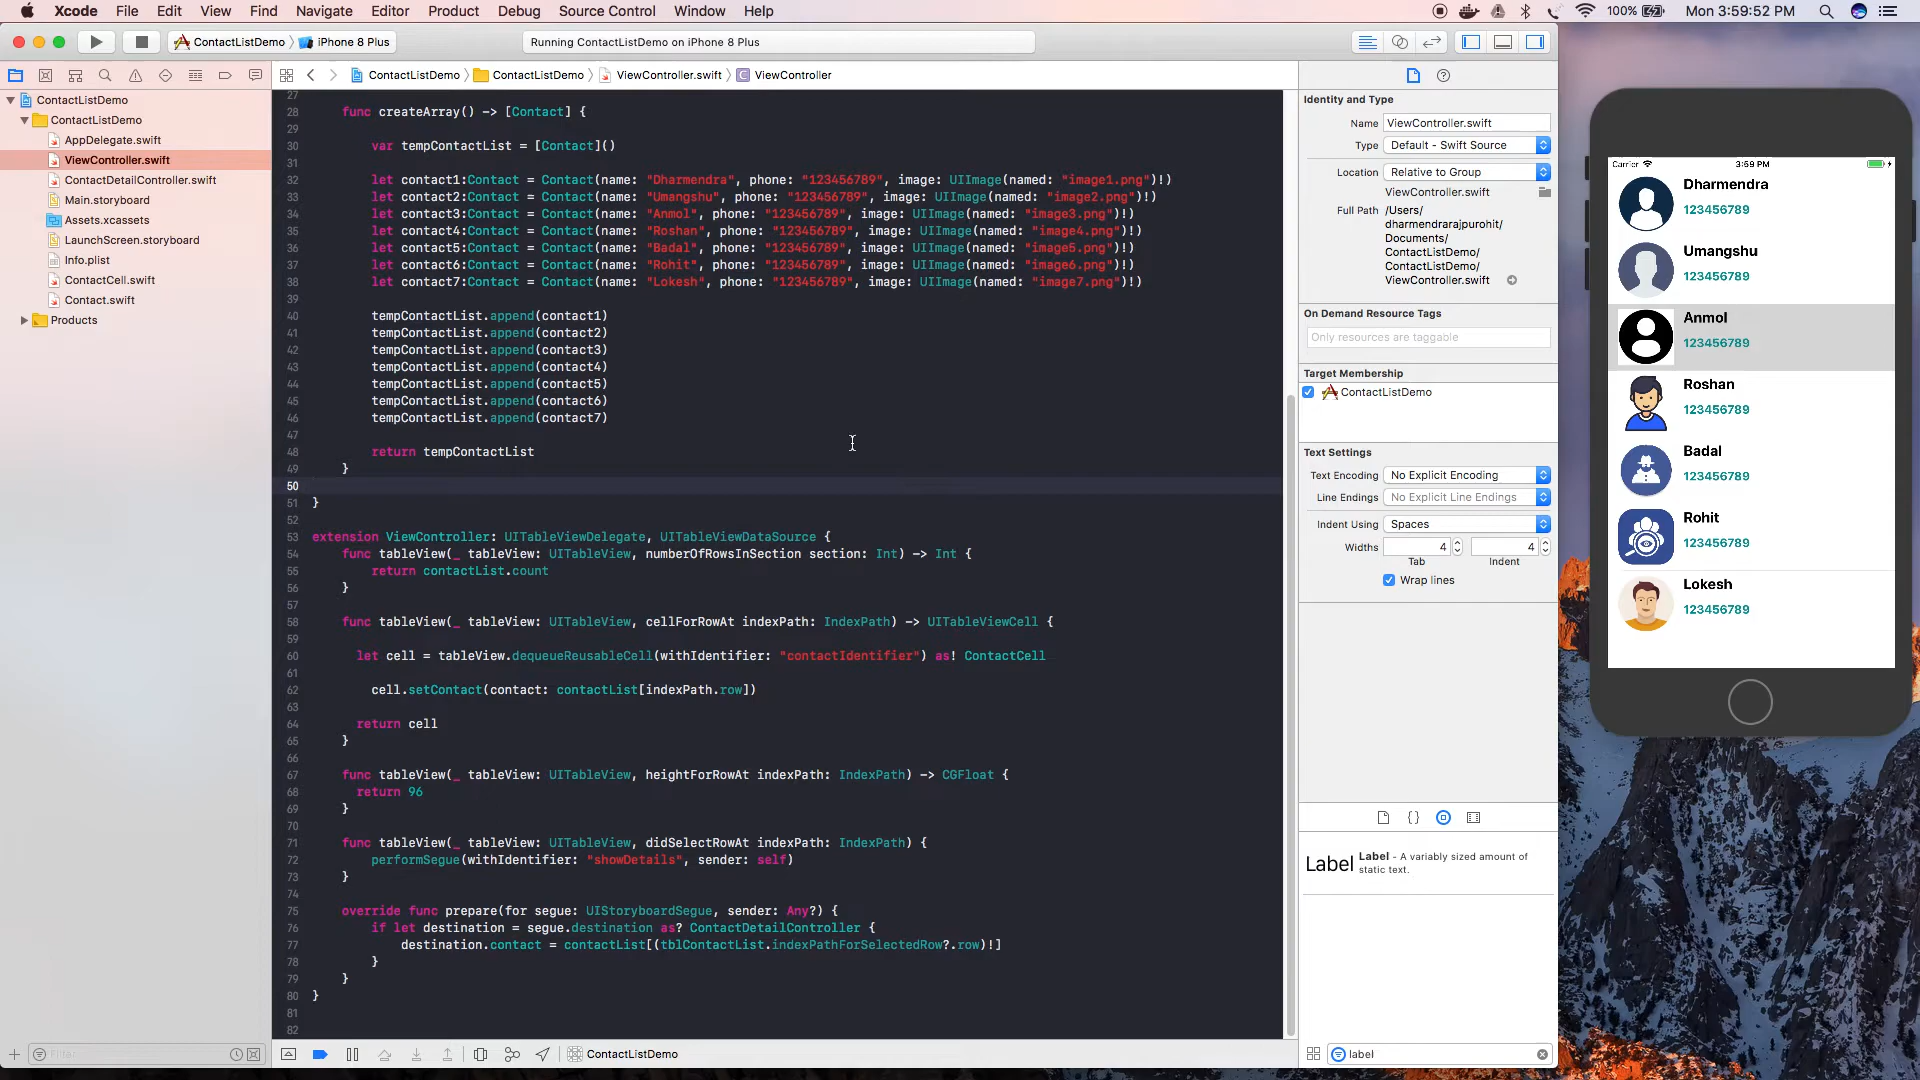 Xcode File Edit View Find Navigate Editor Product Debug Source Control Window Help 100% Mon 3:59:52 PM
ContactListDemo iPhone 8 Plus Running ContactListDemo on iPhone 8 Plus
ContactListDemo ContactListDemo ViewController.swift ViewController
ContactListDemo
ContactListDemo
AppDelegate.swift
ViewController.swift
ContactDetailController.swift
Main.storyboard
Assets.xcassets
LaunchScreen.storyboard
Info.plist
ContactCell.swift
Contact.swift
Products
27
28 func createArray() -> [Contact] {
29
30 var tempContactList = [Contact]()
31
32 let contact1:Contact = Contact(name: "Dharmendra", phone: "123456789", image: UIImage(named: "image1.png")!)
33 let contact2:Contact = Contact(name: "Umangshu", phone: "123456789", image: UIImage(named: "image2.png")!)
34 let contact3:Contact = Contact(name: "Anmol", phone: "123456789", image: UIImage(named: "image3.png")!)
35 let contact4:Contact = Contact(name: "Roshan", phone: "123456789", image: UIImage(named: "image4.png")!)
36 let contact5:Contact = Contact(name: "Badal", phone: "123456789", image: UIImage(named: "image5.png")!)
37 let contact6:Contact = Contact(name: "Rohit", phone: "123456789", image: UIImage(named: "image6.png")!)
38 let contact7:Contact = Contact(name: "Lokesh", phone: "123456789", image: UIImage(named: "image7.png")!)
39
40 tempContactList.append(contact1)
41 tempContactList.append(contact2)
42 tempContactList.append(contact3)
43 tempContactList.append(contact4)
44 tempContactList.append(contact5)
45 tempContactList.append(contact6)
46 tempContactList.append(contact7)
47
48 return tempContactList
49 }
50
51 }
52
53 extension ViewController: UITableViewDelegate, UITableViewDataSource {
54 func tableView(_ tableView: UITableView, numberOfRowsInSection section: Int) -> Int {
55 return contactList.count
56 }
57
58 func tableView(_ tableView: UITableView, cellForRowAt indexPath: IndexPath) -> UITableViewCell {
59
60 let cell = tableView.dequeueReusableCell(withIdentifier: "contactIdentifier") as! ContactCell
61
62 cell.setContact(contact: contactList[indexPath.row])
63
64 return cell
65 }
66
67 func tableView(_ tableView: UITableView, heightForRowAt indexPath: IndexPath) -> CGFloat {
68 return 96
69 }
70
71 func tableView(_ tableView: UITableView, didSelectRowAt indexPath: IndexPath) {
72 performSegue(withIdentifier: "showDetails", sender: self)
73 }
74
75 override func prepare(for segue: UIStoryboardSegue, sender: Any?) {
76 if let destination = segue.destination as? ContactDetailController {
77 destination.contact = contactList[(tblContactList.indexPathForSelectedRow?.row)!]
78 }
79 }
80 }
81
82
Filter
ContactListDemo
Identity and Type
Name ViewController.swift
Type Default - Swift Source
Location Relative to Group
ViewController.swift
Full Path /Users/
dharmendrarajpurohit/
Documents/
ContactListDemo/
ContactListDemo/
ViewController.swift
On Demand Resource Tags
Only resources are taggable
Target Membership
ContactListDemo
Text Settings
Text Encoding No Explicit Encoding
Line Endings No Explicit Line Endings
Indent Using Spaces
Widths 4 4
Tab Indent
Wrap lines
{ }
Label Label - A variably sized amount of
static text.
label
Carrier 3:59 PM
Dharmendra
123456789
Umangshu
123456789
Anmol
123456789
Roshan
123456789
Badal
123456789
Rohit
123456789
Lokesh
123456789